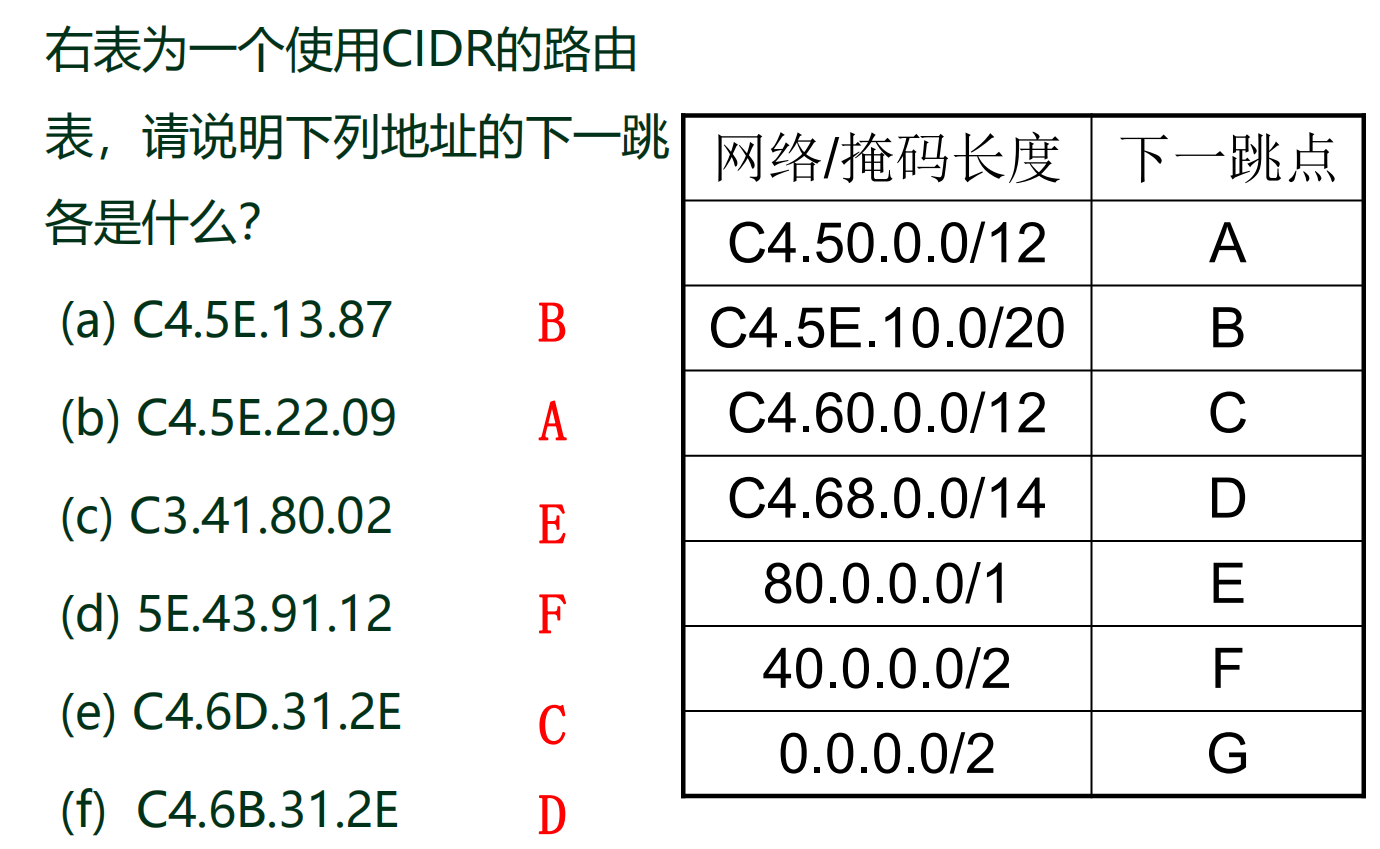 右表为一个使用CIDR的路由
表，请说明下列地址的下一跳
各是什么？
(a) C4.5E.13.87 B
(b) C4.5E.22.09 A
(c) C3.41.80.02 E
(d) 5E.43.91.12 F
(e) C4.6D.31.2E C
(f) C4.6B.31.2E D
网络/掩码长度 下一跳点
C4.50.0.0/12 A
C4.5E.10.0/20 B
C4.60.0.0/12 C
C4.68.0.0/14 D
80.0.0.0/1 E
40.0.0.0/2 F
0.0.0.0/2 G